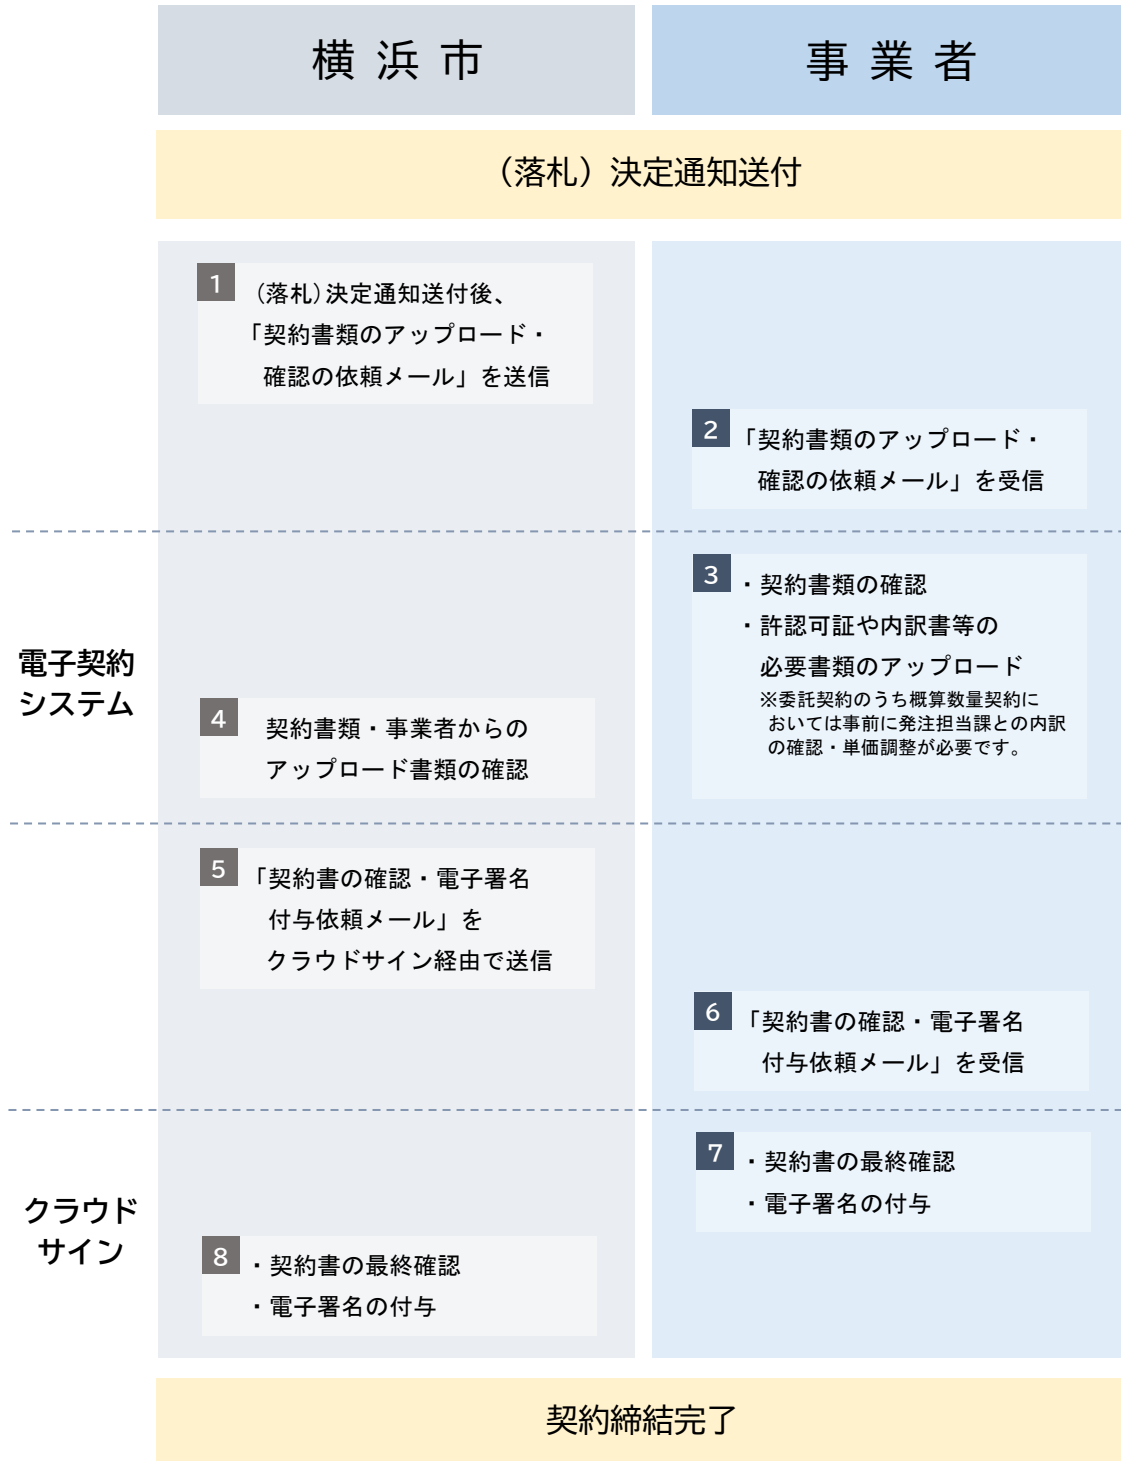 横浜市
事業者
（落札）決定通知送付
1
（落札）決定通知送付後、
「契約書類のアップロード・
確認の依頼メール」を送信
2
「契約書類のアップロード・
確認の依頼メール」を受信
電子契約
システム
3
・契約書類の確認
・許認可証や内訳書等の
必要書類のアップロード
※委託契約のうち概算数量契約に
おいては事前に発注担当課との内訳
の確認・単価調整が必要です。
4
契約書類・事業者からの
アップロード書類の確認
5
「契約書の確認・電子署名
付与依頼メール」を
クラウドサイン経由で送信
6
「契約書の確認・電子署名
付与依頼メール」を受信
クラウド
サイン
7
・契約書の最終確認
・電子署名の付与
8
・契約書の最終確認
・電子署名の付与
契約締結完了